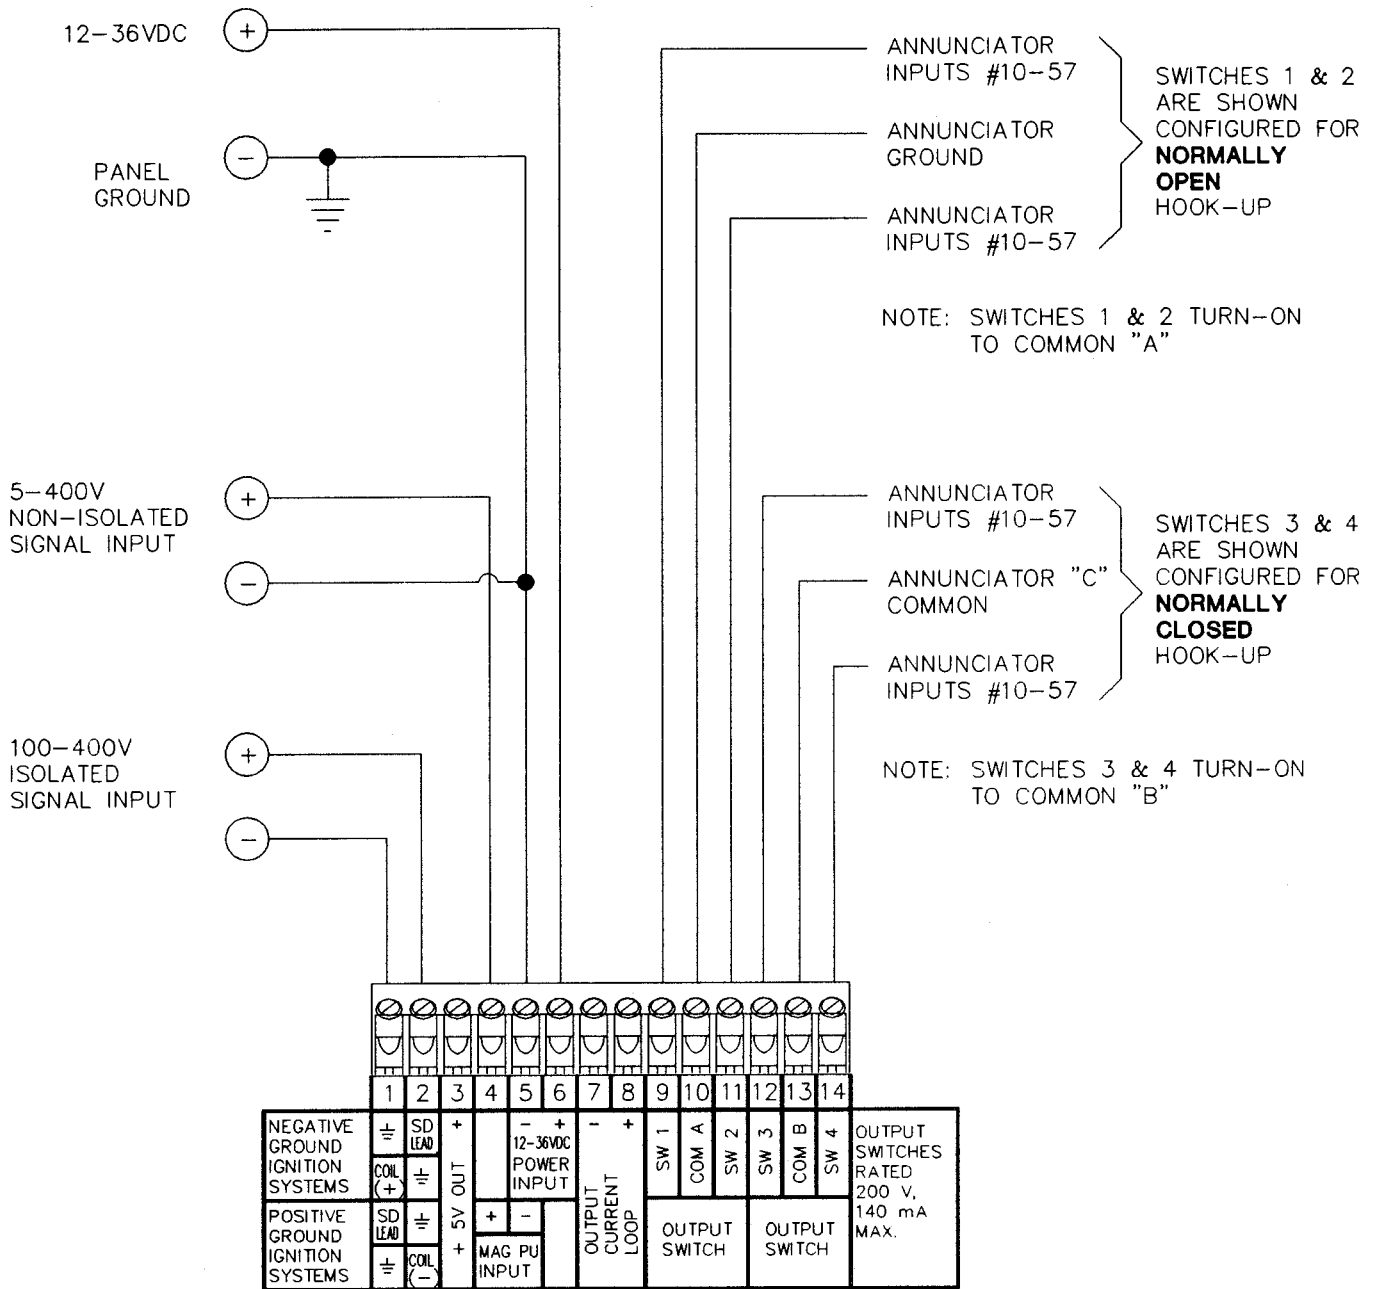 12-36VDC
+
-
PANEL
GROUND
5-400V
NON-ISOLATED
SIGNAL INPUT
+
-
100-400V
ISOLATED
SIGNAL INPUT
+
-
ANNUNCIATOR
INPUTS #10-57
ANNUNCIATOR
GROUND
ANNUNCIATOR
INPUTS #10-57
SWITCHES 1 & 2
ARE SHOWN
CONFIGURED FOR
NORMALLY
OPEN
HOOK-UP
NOTE: SWITCHES 1 & 2 TURN-ON
TO COMMON "A"
ANNUNCIATOR
INPUTS #10-57
ANNUNCIATOR "C"
COMMON
ANNUNCIATOR
INPUTS #10-57
SWITCHES 3 & 4
ARE SHOWN
CONFIGURED FOR
NORMALLY
CLOSED
HOOK-UP
NOTE: SWITCHES 3 & 4 TURN-ON
TO COMMON "B"
1 2 3 4 5 6 7 8 9 10 11 12 13 14
NEGATIVE
GROUND
IGNITION
SYSTEMS
SD
LEAD
COIL
(+)
POSITIVE
GROUND
IGNITION
SYSTEMS
SD
LEAD
COIL
(-)
+ 5V OUT +
- +
12-36VDC
POWER
INPUT
+ -
MAG PU
INPUT
- +
OUTPUT
CURRENT
LOOP
SW 1
COM A
SW 2
SW 3
COM B
SW 4
OUTPUT
SWITCH
OUTPUT
SWITCH
OUTPUT
SWITCHES
RATED
200 V,
140 mA
MAX.